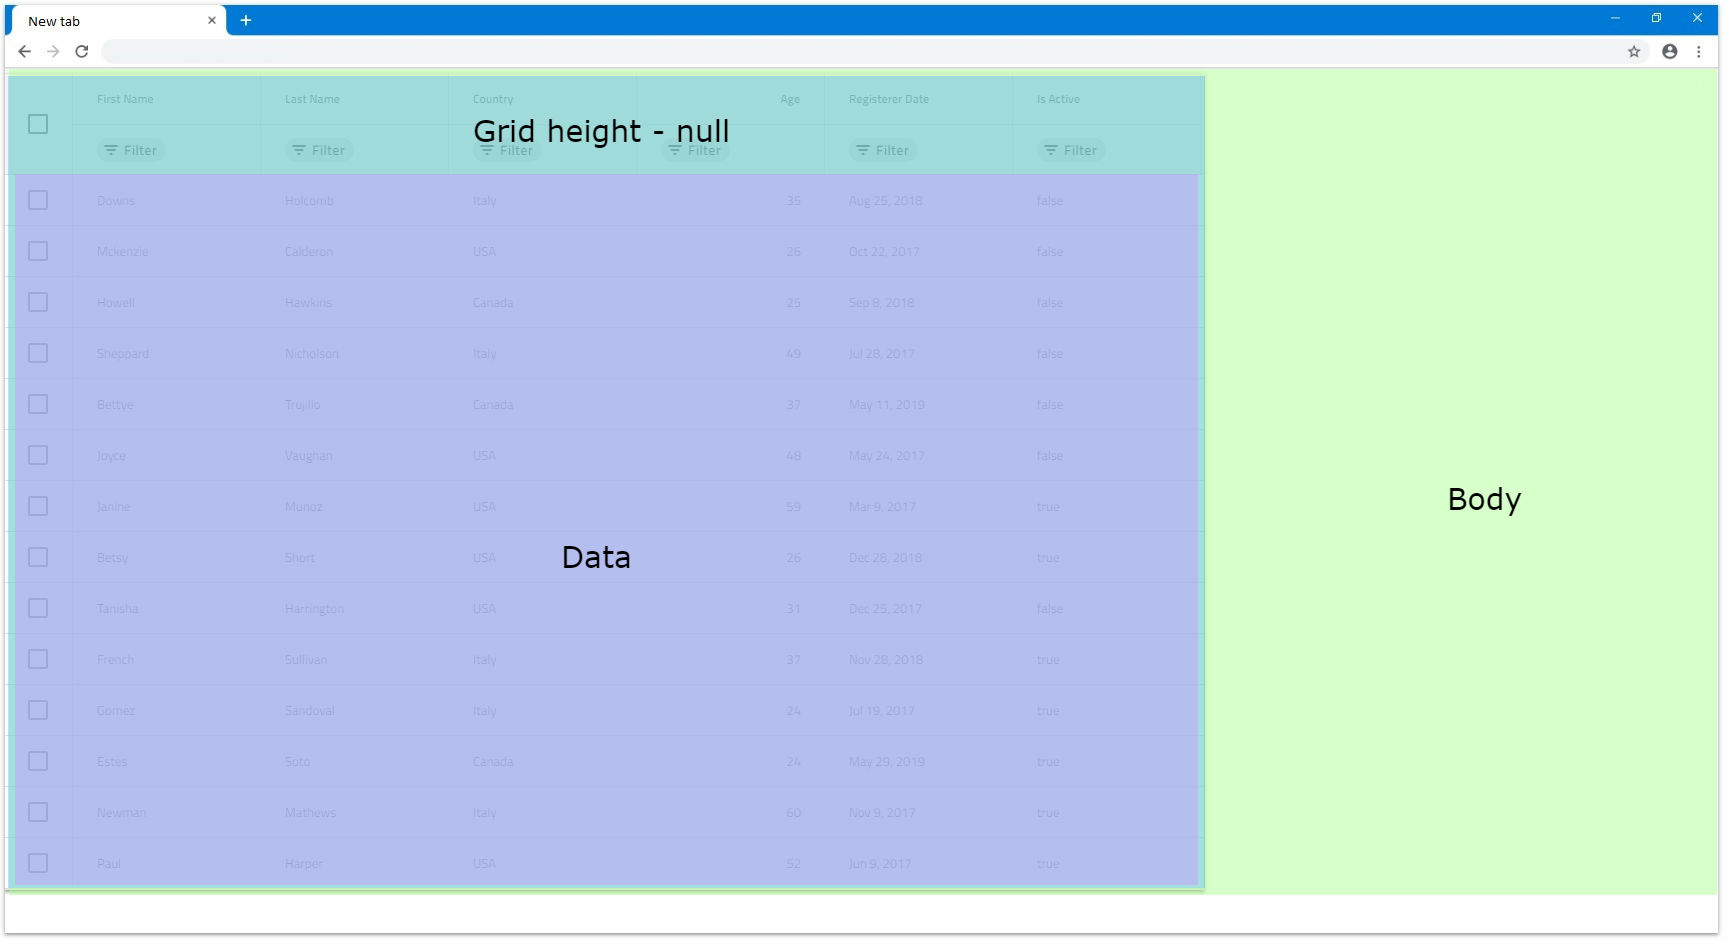 New tab
First Name Last Name Country Age Registerer Date Is Active
Grid height - null
Filter Filter Filter Filter Filter Filter
Downs Holcomb Italy 35 Aug 25, 2018 false
Mckenzie Calderon USA 26 Oct 22, 2017 false
Howell Hawkins Canada 25 Sep 8, 2018 false
Sheppard Nicholson Italy 49 Jul 28, 2017 false
Bettye Trujillo Canada 37 May 11, 2019 false
Joyce Vaughan USA 48 May 24, 2017 false
Janine Munoz USA 59 Mar 9, 2017 true
Body
Betsy Short USA 26 Dec 28, 2018 true
Data
Tanisha Harrington USA 31 Dec 25, 2017 false
French Sullivan Italy 37 Nov 28, 2018 true
Gomez Sandoval Italy 24 Jul 19, 2017 true
Estes Soto Canada 24 May 29, 2019 true
Newman Mathews Italy 60 Nov 9, 2017 true
Paul Harper USA 52 Jun 9, 2017 true